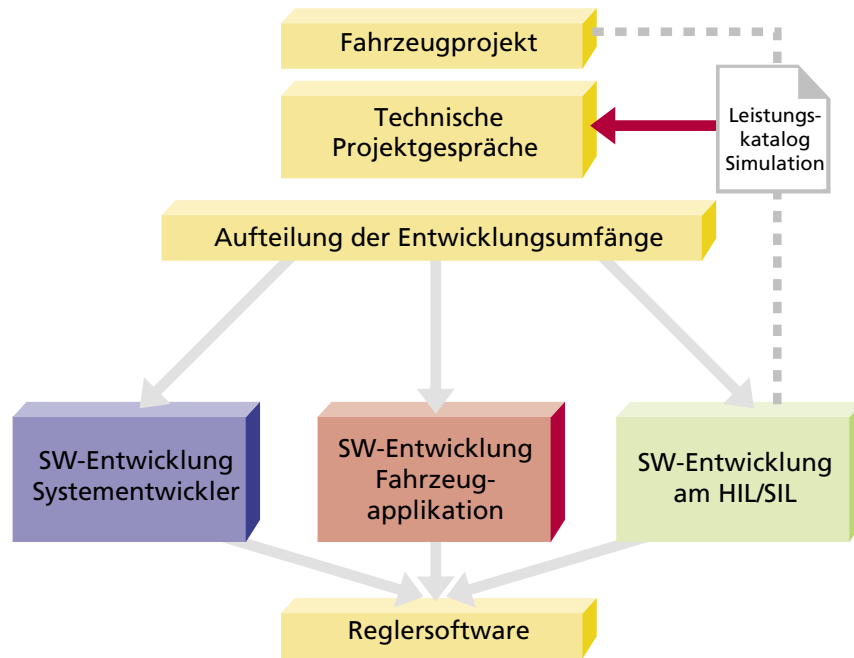 Fahrzeugprojekt
Technische
Projektgespräche
Leistungs-
katalog
Simulation
Aufteilung der Entwicklungsumfänge
SW-Entwicklung
Systementwickler
SW-Entwicklung
Fahrzeug-
applikation
SW-Entwicklung
am HIL/SIL
Reglersoftware